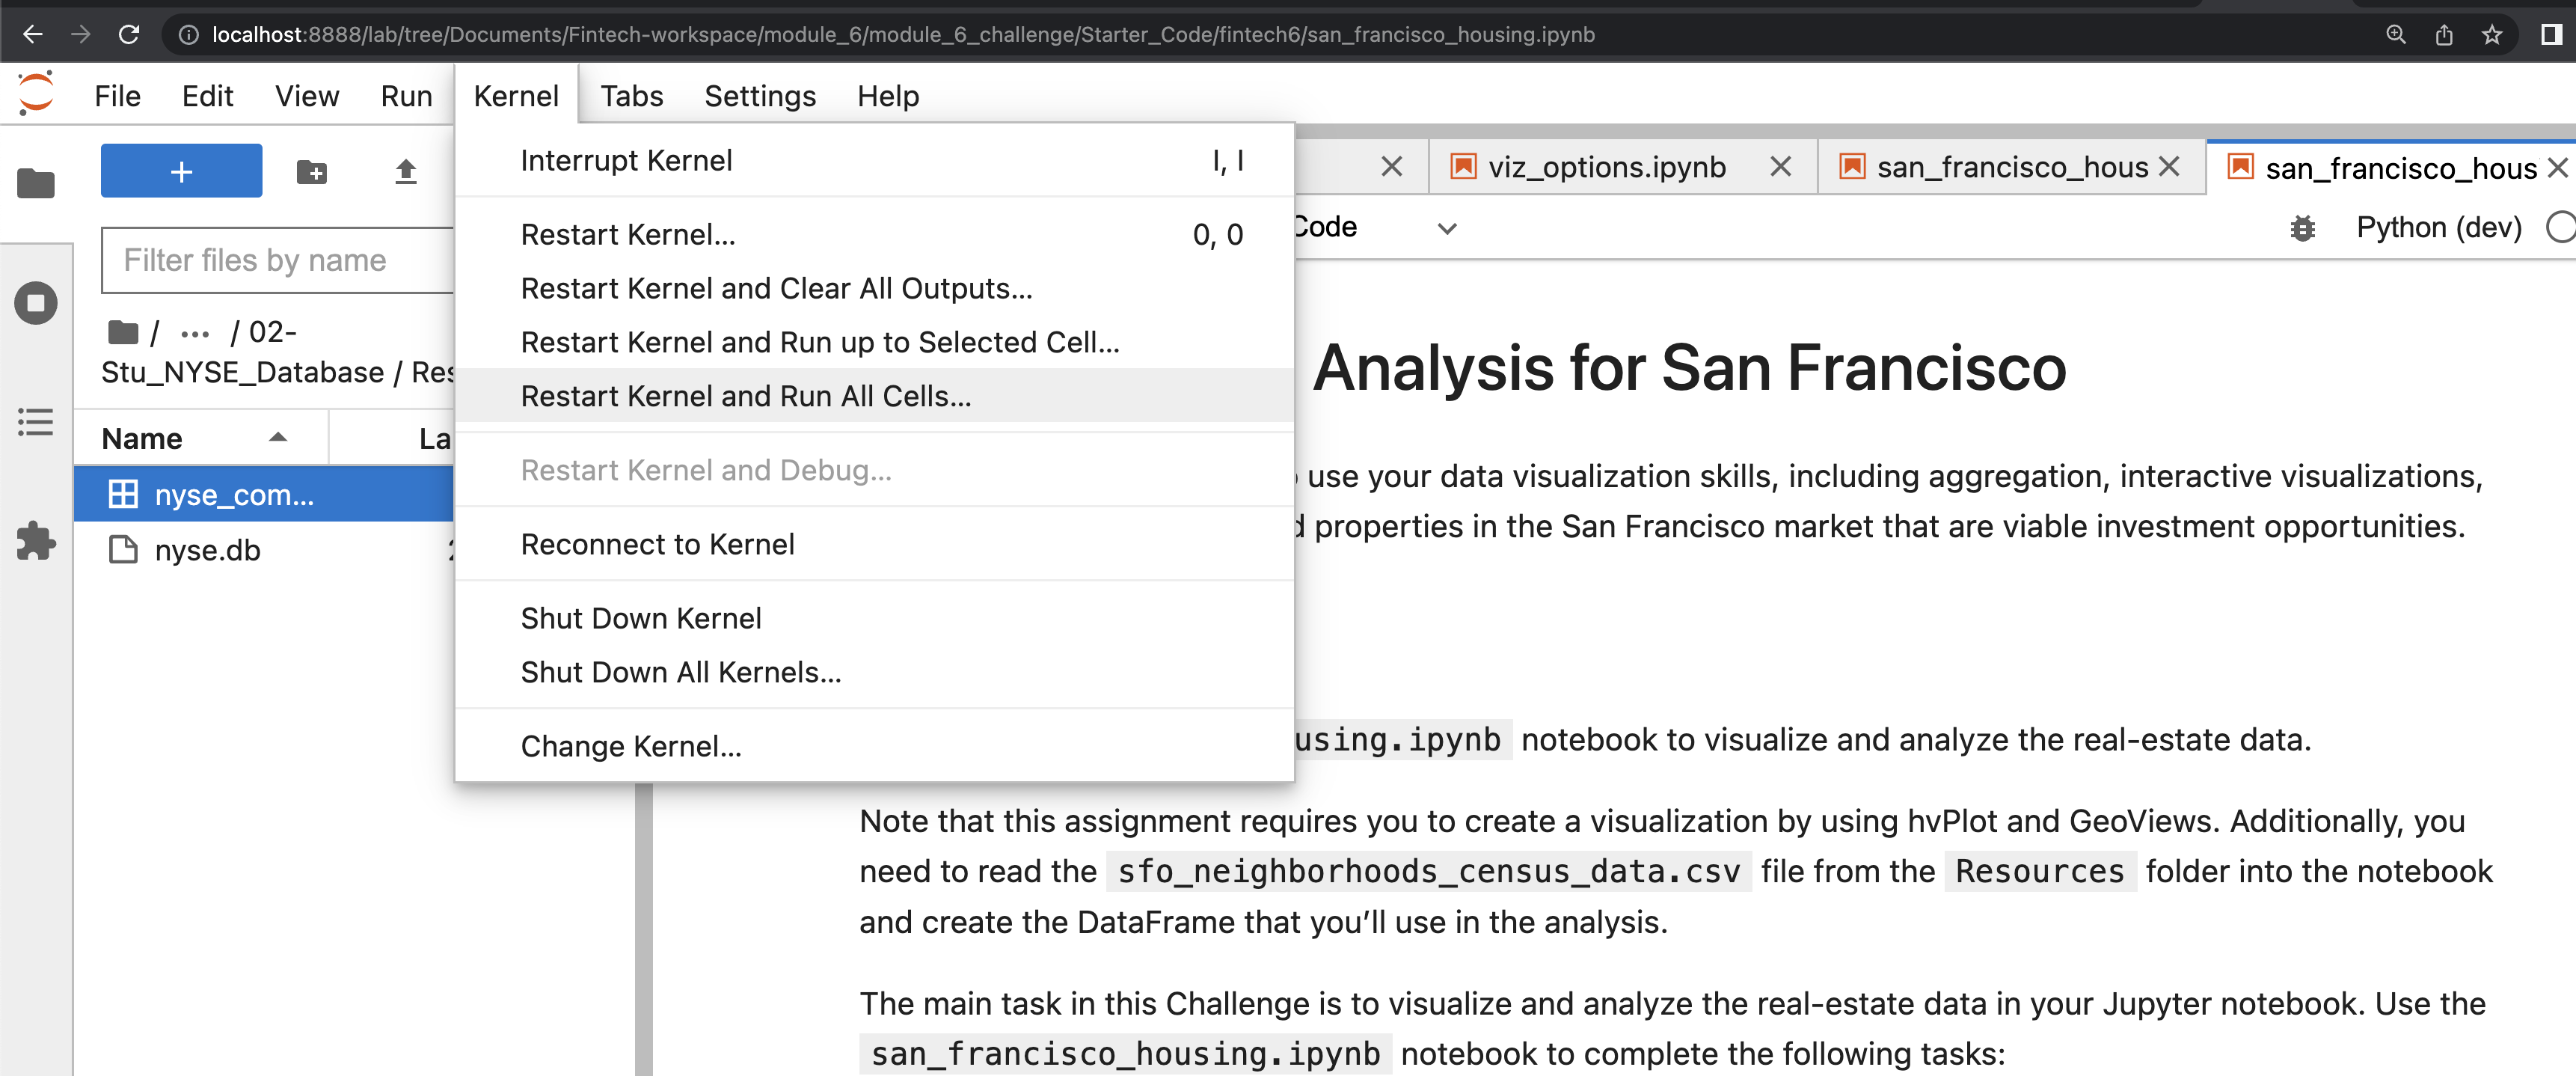 localhost:8888/lab/tree/Documents/Fintech-workspace/module_6/module_6_challenge/Starter_Code/fintech6/san_francisco_housing.ipynb
File Edit View Run Kernel Tabs Settings Help
Interrupt Kernel I, I
Restart Kernel... 0, 0
Restart Kernel and Clear All Outputs...
Restart Kernel and Run up to Selected Cell...
Restart Kernel and Run All Cells...
Restart Kernel and Debug...
Reconnect to Kernel
Shut Down Kernel
Shut Down All Kernels...
Change Kernel...
+
Filter files by name
/ ... / 02-
Stu_NYSE_Database / Res
Name La
nyse_com...
nyse.db
viz_options.ipynb san_francisco_hous san_francisco_hous
Code Python (dev)
Analysis for San Francisco
use your data visualization skills, including aggregation, interactive visualizations,
properties in the San Francisco market that are viable investment opportunities.
using.ipynb notebook to visualize and analyze the real-estate data.
Note that this assignment requires you to create a visualization by using hvPlot and GeoViews. Additionally, you
need to read the sfo_neighborhoods_census_data.csv file from the Resources folder into the notebook
and create the DataFrame that you’ll use in the analysis.
The main task in this Challenge is to visualize and analyze the real-estate data in your Jupyter notebook. Use the
san_francisco_housing.ipynb notebook to complete the following tasks: